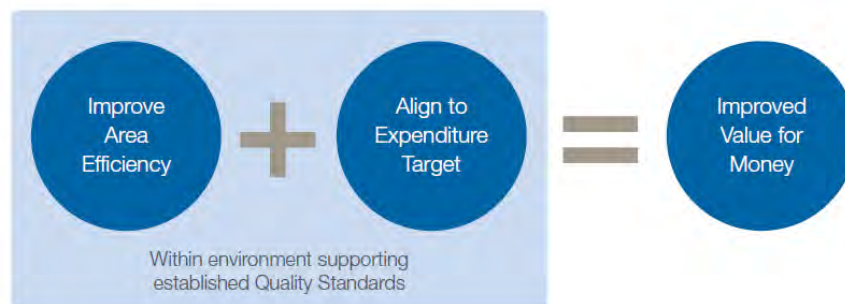 Improve
Area
Efficiency
+
Align to
Expenditure
Target
=
Improved
Value for
Money
Within environment supporting
established Quality Standards